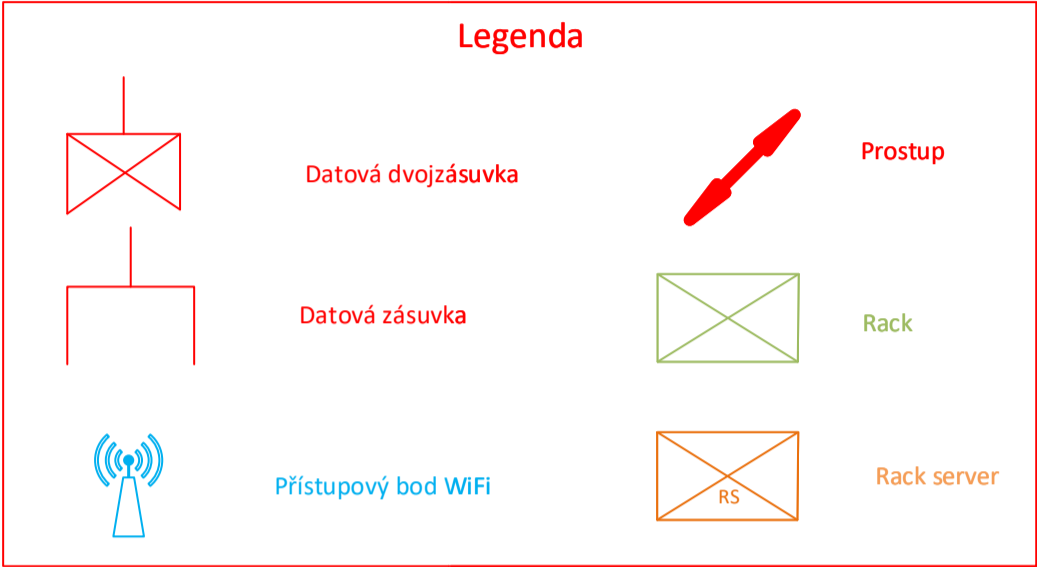 Legenda
Datová dvojzásuvka
Prostup
Datová zásuvka
Rack
Přístupový bod WiFi
RS
Rack server